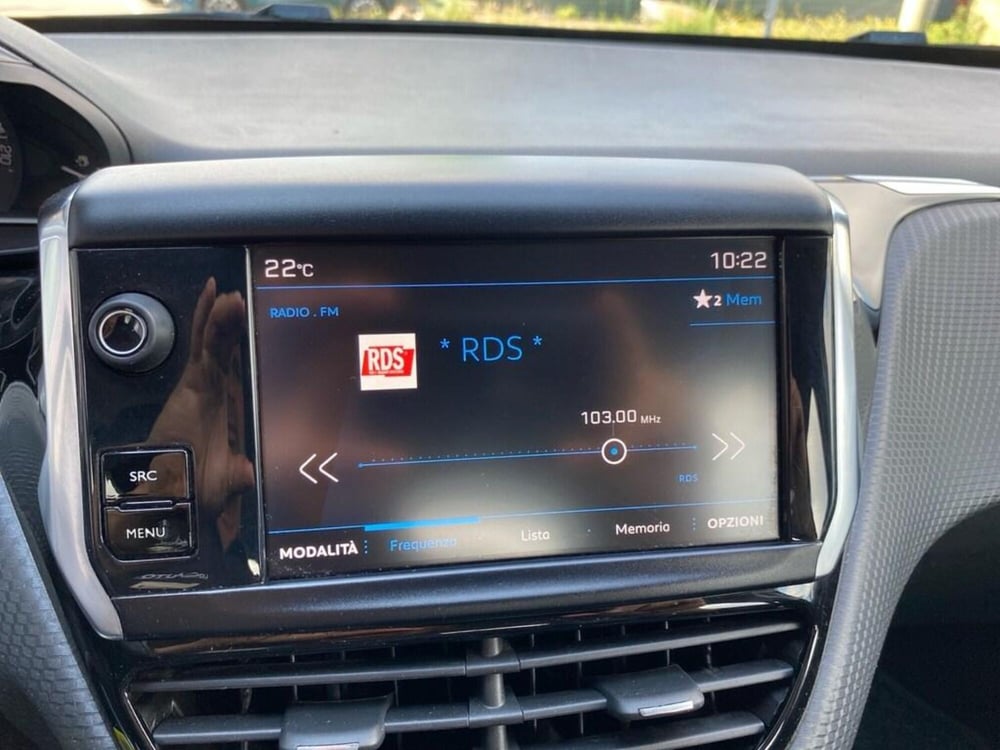 22°C
10:22
RADIO . FM
★2 Mem
RDS
* RDS *
103.00 MHz
SRC
RDS
MENU
MODALITÀ
Frequenza
Lista
Memoria
OPZIONI
210